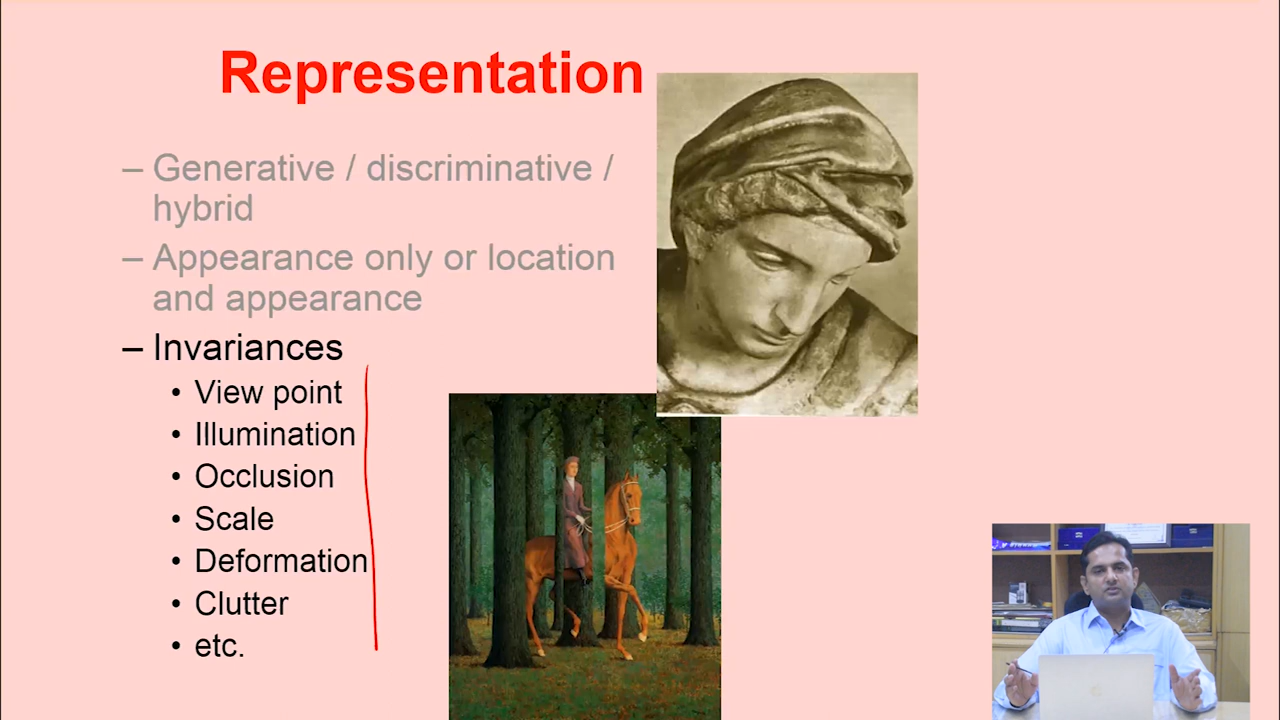 Representation
– Generative / discriminative /
hybrid
– Appearance only or location
and appearance
– Invariances
• View point
• Illumination
• Occlusion
• Scale
• Deformation
• Clutter
• etc.